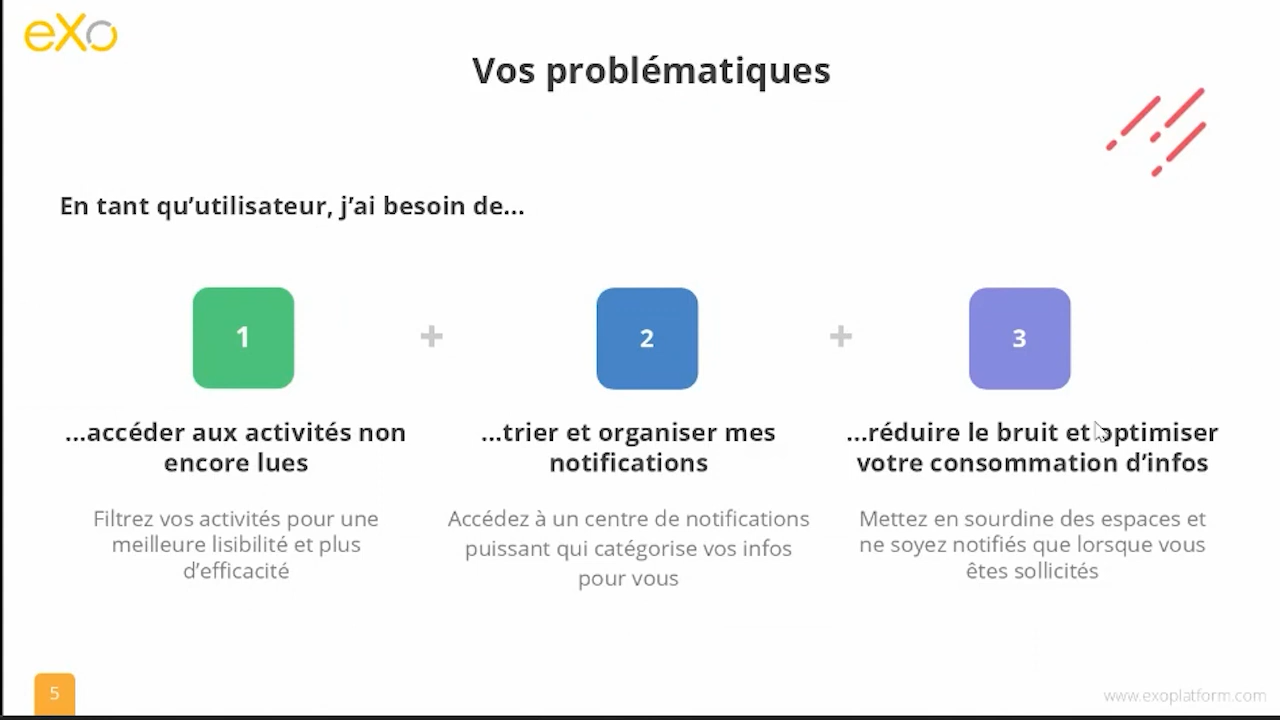 eXo
Vos problématiques
En tant qu’utilisateur, j’ai besoin de...
1
+
2
+
3
...accéder aux activités non
encore lues
...trier et organiser mes
notifications
...réduire le bruit et optimiser
votre consommation d’infos
Filtrez vos activités pour une
meilleure lisibilité et plus
d’efficacité
Accédez à un centre de notifications
puissant qui catégorise vos infos
pour vous
Mettez en sourdine des espaces et
ne soyez notifiés que lorsque vous
êtes sollicités
5
www.exoplatform.com